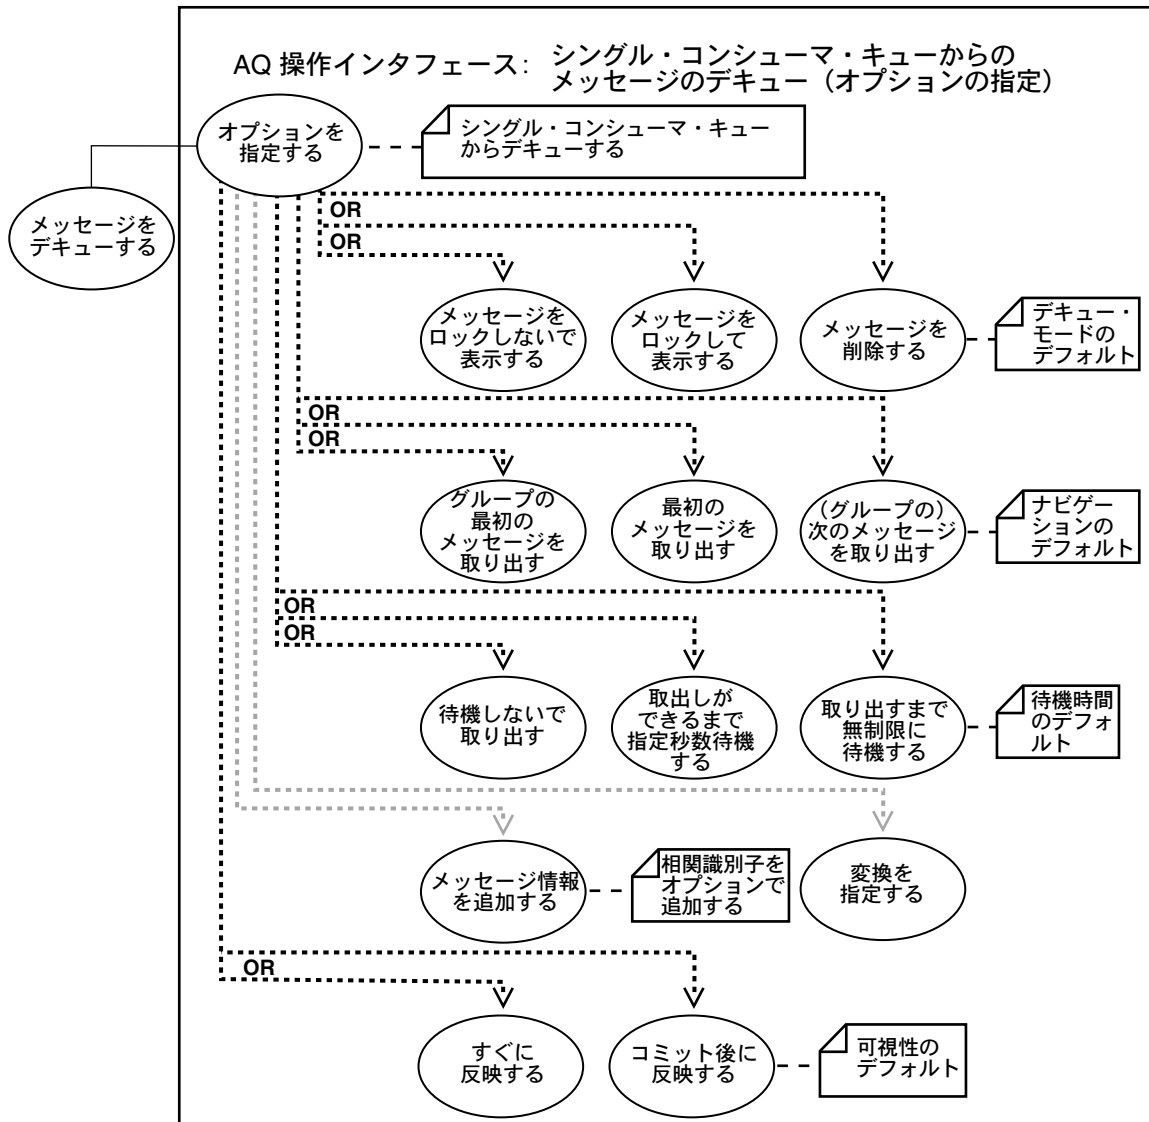 AQ 操作インタフェース: シングル・コンシューマ・キューからの
メッセージのデキュー(オプションの指定)
オプションを
指定する
シングル・コンシューマ・キュー
からデキューする
メッセージを
デキューする
OR
OR
メッセージを
ロックしないで
表示する
メッセージを
ロックして
表示する
メッセージを
削除する
デキュー・
モードの
デフォルト
OR
OR
グループの
最初の
メッセージを
取り出す
最初の
メッセージを
取り出す
(グループの)
次のメッセージ
を取り出す
ナビゲー
ションの
デフォルト
OR
OR
待機しないで
取り出す
取出しが
できるまで
指定秒数待機
する
取り出すまで
無制限に
待機する
待機時間
のデフォ
ルト
メッセージ情報
を追加する
相関識別子を
オプションで
追加する
変換を
指定する
OR
すぐに
反映する
コミット後に
反映する
可視性の
デフォルト